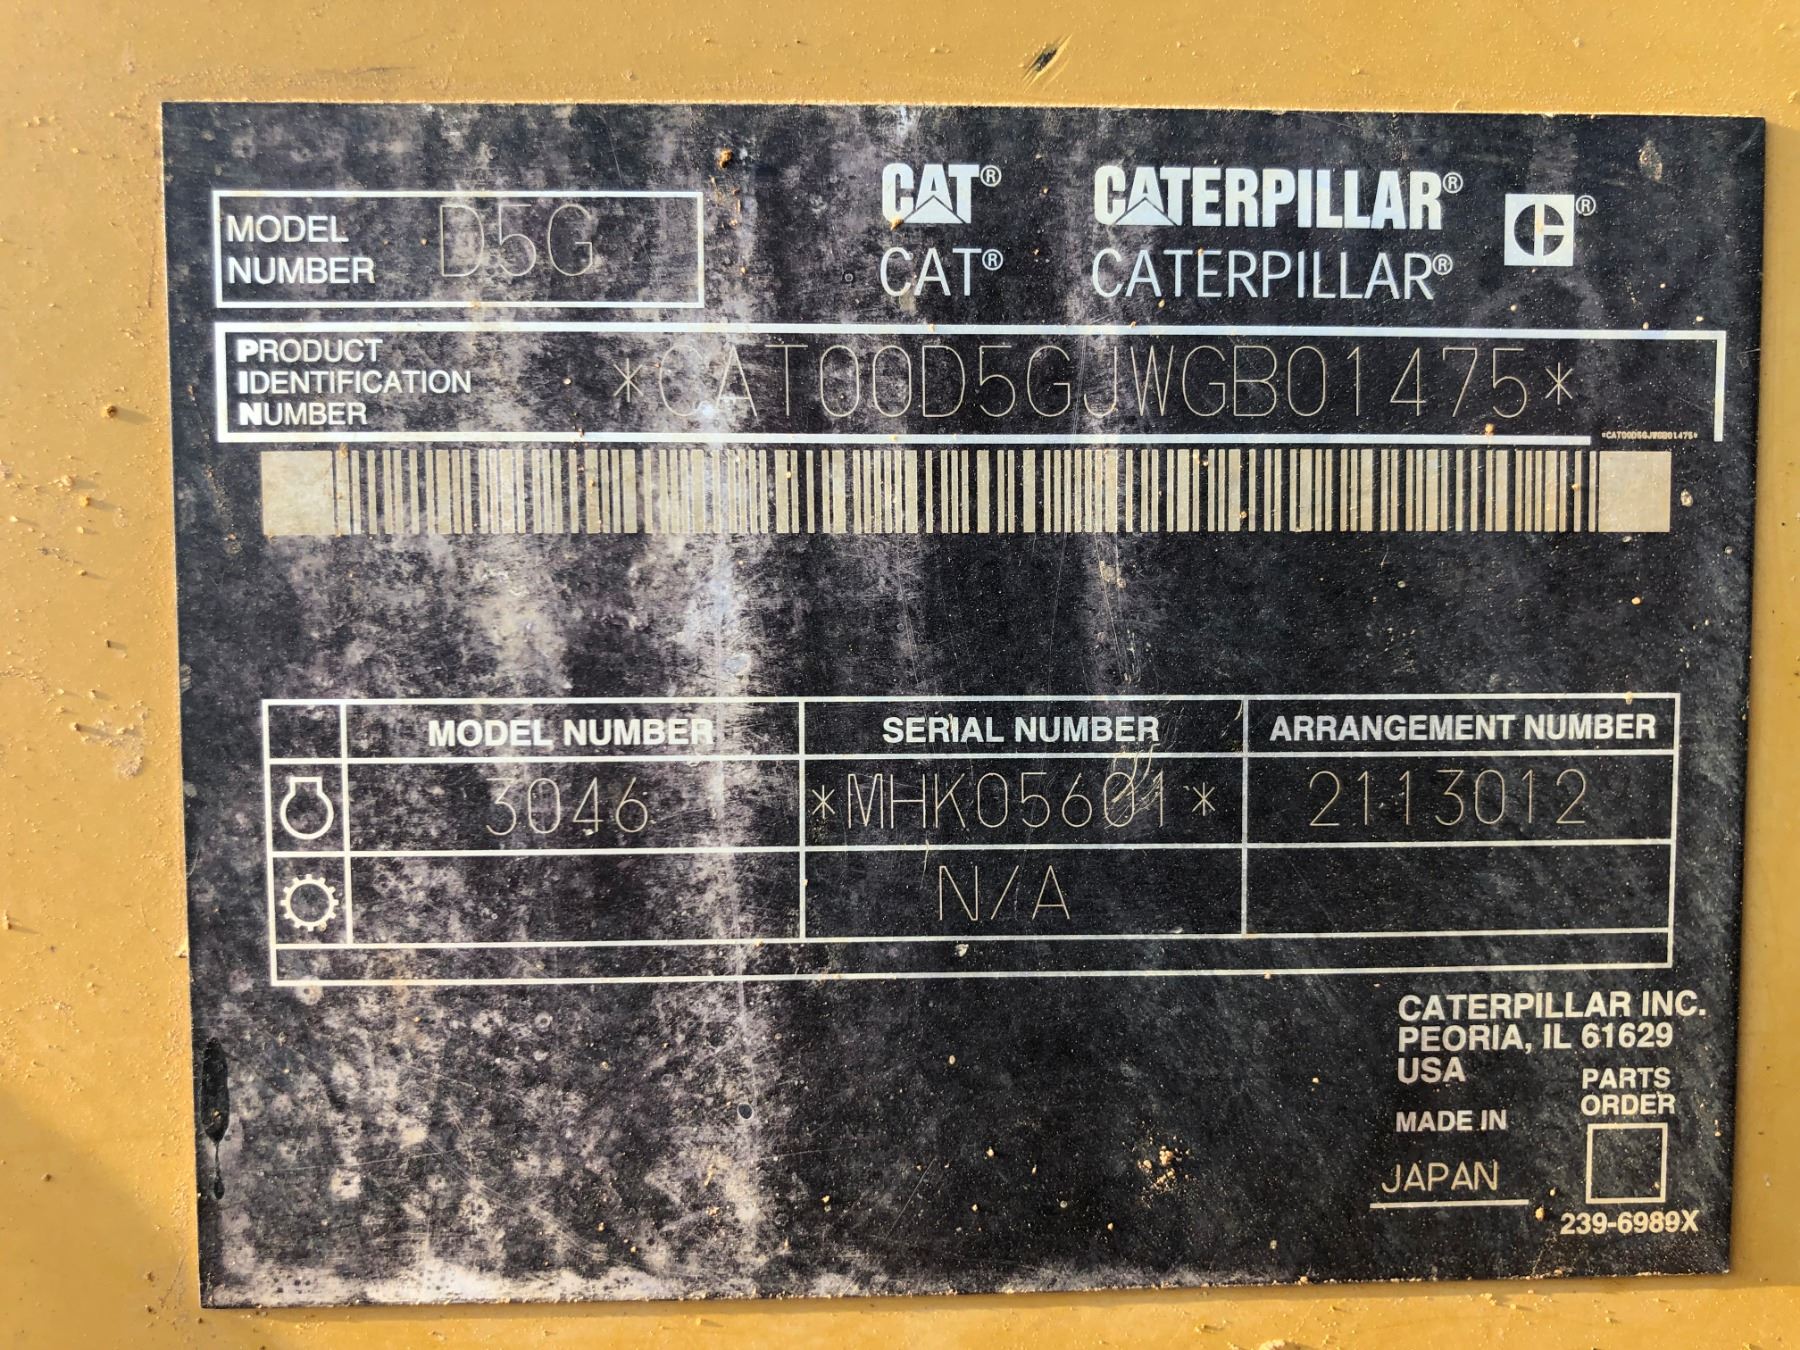 CAT® CATERPILLAR® ®
MODEL
NUMBER D5G
CAT® CATERPILLAR®
PRODUCT
IDENTIFICATION
NUMBER *CAT00D5GJWGB01475*
*CAT00D5GJWGB01475*
MODEL NUMBER SERIAL NUMBER ARRANGEMENT NUMBER
3046 *MHK05601* 2113012
N/A
CATERPILLAR INC.
PEORIA, IL 61629
USA
PARTS
ORDER
MADE IN
JAPAN
239-6989X